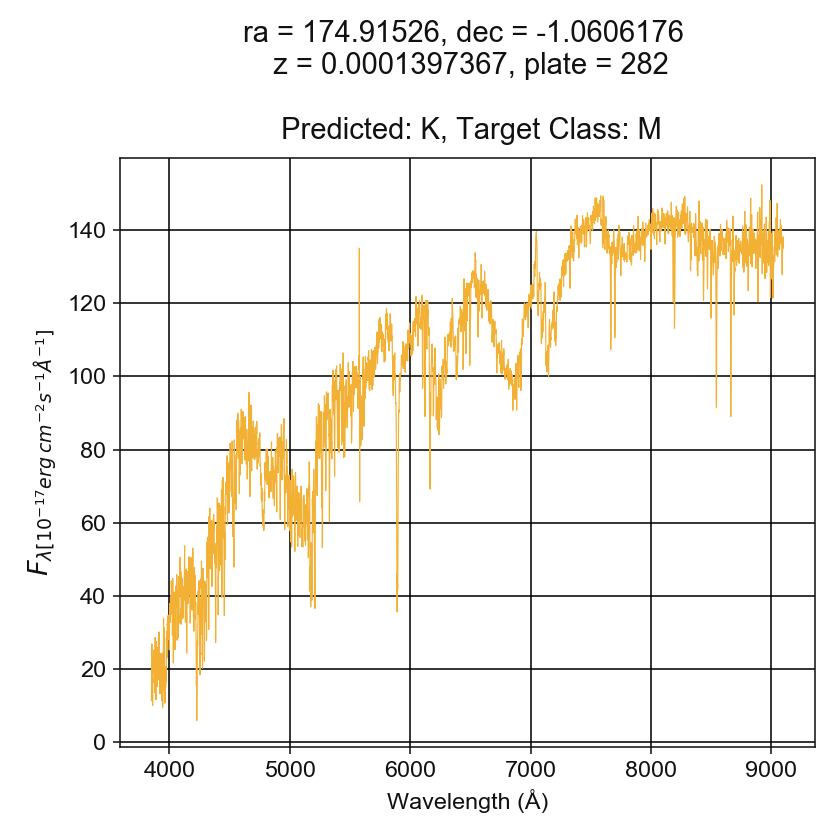 ra = 174.91526, dec = -1.0606176
z = 0.0001397367, plate = 282
Predicted: K, Target Class: M
F_{λ[10^{−17}erg cm^{−2}s^{−1}Å^{−1}]}
140
120
100
80
60
40
20
0
4000 5000 6000 7000 8000 9000
Wavelength (Å)